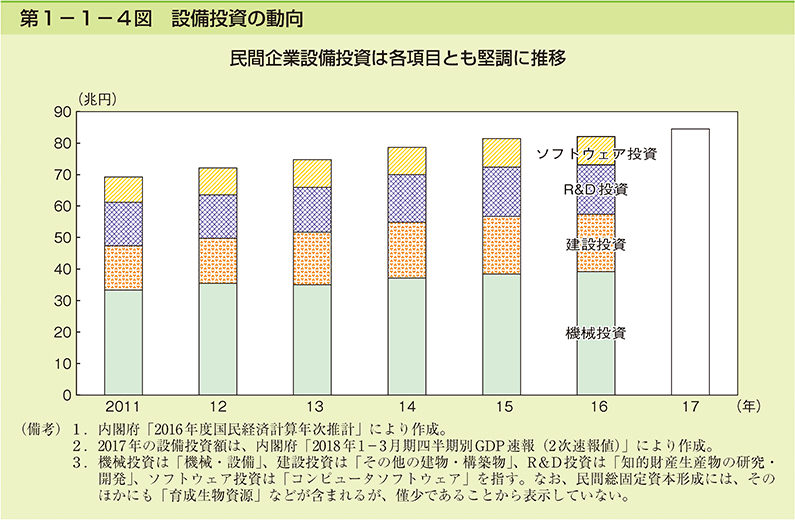 第１－１－４図　設備投資の動向
民間企業設備投資は各項目とも堅調に推移
（兆円）
90
80
70
60
50
40
30
20
10
0
ソフトウェア投資
R&D投資
建設投資
機械投資
2011 12 13 14 15 16 17 （年）
（備考）１．内閣府「2016年度国民経済計算年次推計」により作成。
２．2017年の設備投資額は、内閣府「2018年1－3月期四半期別GDP速報（2次速報値）」により作成。
３．機械投資は「機械・設備」、建設投資は「その他の建物・構築物」、R&D投資は「知的財産生産物の研究・
開発」、ソフトウェア投資は「コンピュータソフトウェア」を指す。なお、民間総固定資本形成には、その
ほかにも「育成生物資源」などが含まれるが、僅少であることから表示していない。